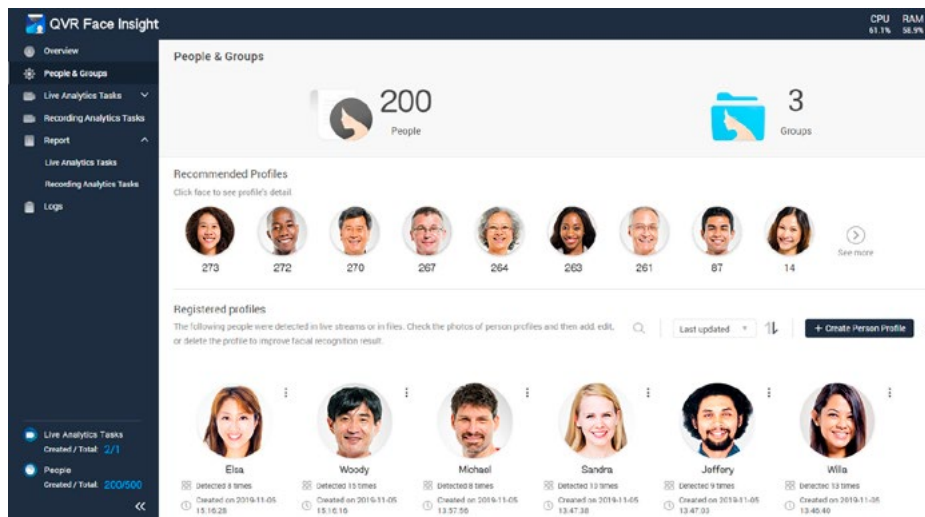 QVR Face Insight
CPU RAM
61.1% 58.9%
Overview
People & Groups
Live Analytics Tasks
Recording Analytics Tasks
Report
Live Analytics Tasks
Recording Analytics Tasks
Logs
Live Analytics Tasks
Created / Total: 2/1
People
Created / Total: 200/500
People & Groups
200
People
3
Groups
Recommended Profiles
Click face to see profile's detail
273 272 270 267 264 263 261 87 14
See more
Registered profiles
The following people were detected in live streams or in files. Check the photos of person profiles and then add, edit,
or delete the profile to improve facial recognition result.
Last updated
+ Create Person Profile
Elsa Woody Michael Sandra Joffory Willa
Detected 8 times Detected 15 times Detected 8 times Detected 13 times Detected 9 times Detected 13 times
Created on 2019-11-05 Created on 2019-11-05 Created on 2019-11-05 Created on 2019-11-05 Created on 2019-11-05 Created on 2019-11-05
15:16:28 15:16:16 13:57:56 13:47:38 13:47:03 13:46:40